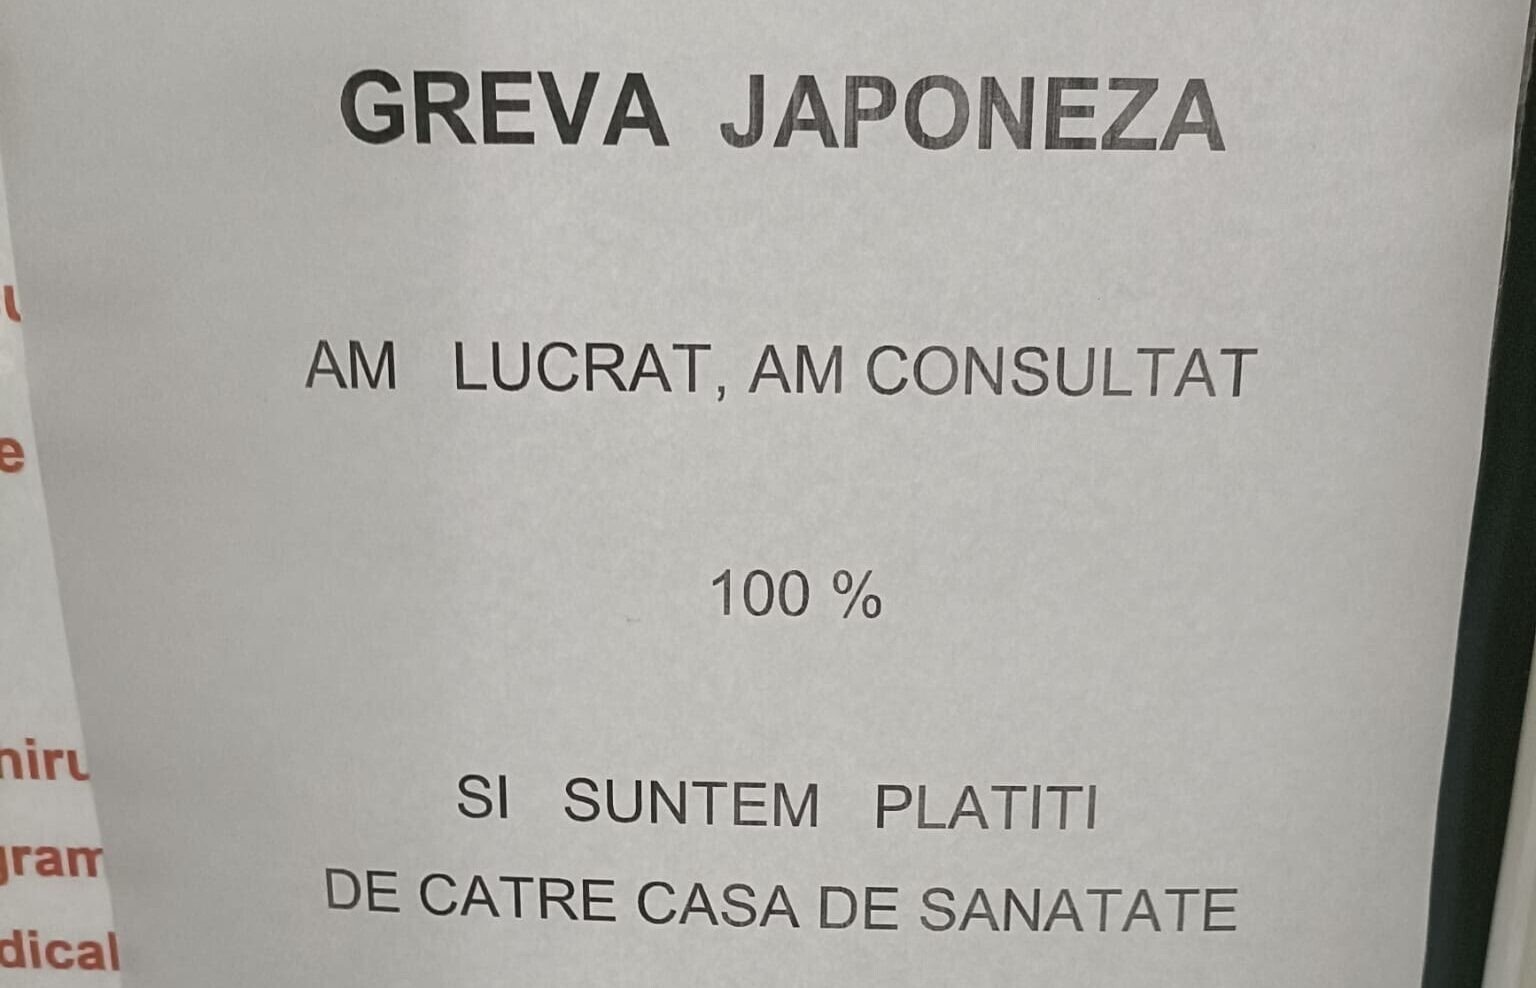 GREVA JAPONEZA
AM LUCRAT, AM CONSULTAT
100 %
SI SUNTEM PLATITI
DE CATRE CASA DE SANATATE